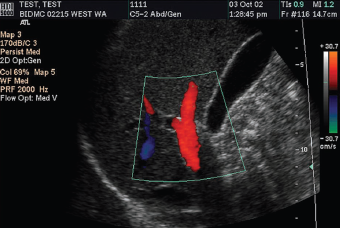 TEST, TEST 1111 03 Oct 02 TIs 0.9 MI 1.2
BIDMC 02215 WEST WA C5-2 Abd/Gen 1:28:45 pm Fr #116 14.7cm
ATL
Map 3
170dB/C 3
Persist Med
2D Opt:Gen
Col 69% Map 5
WF Med
PRF 2000 Hz
Flow Opt: Med V
30.7
-5
-10
30.7
cm/s